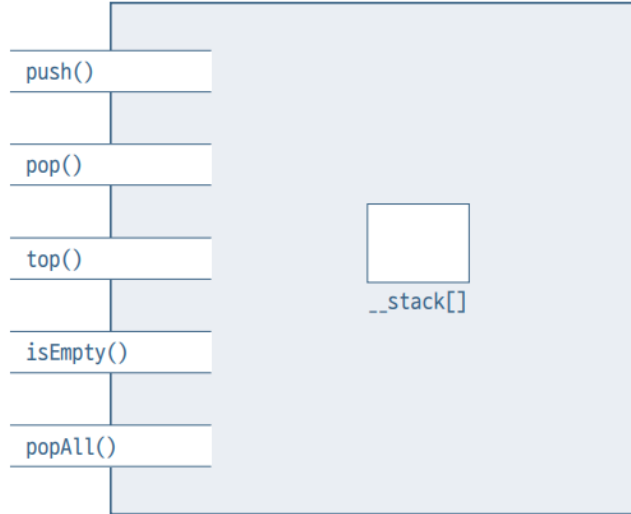 push()
pop()
top()
__stack[]
isEmpty()
popAll()